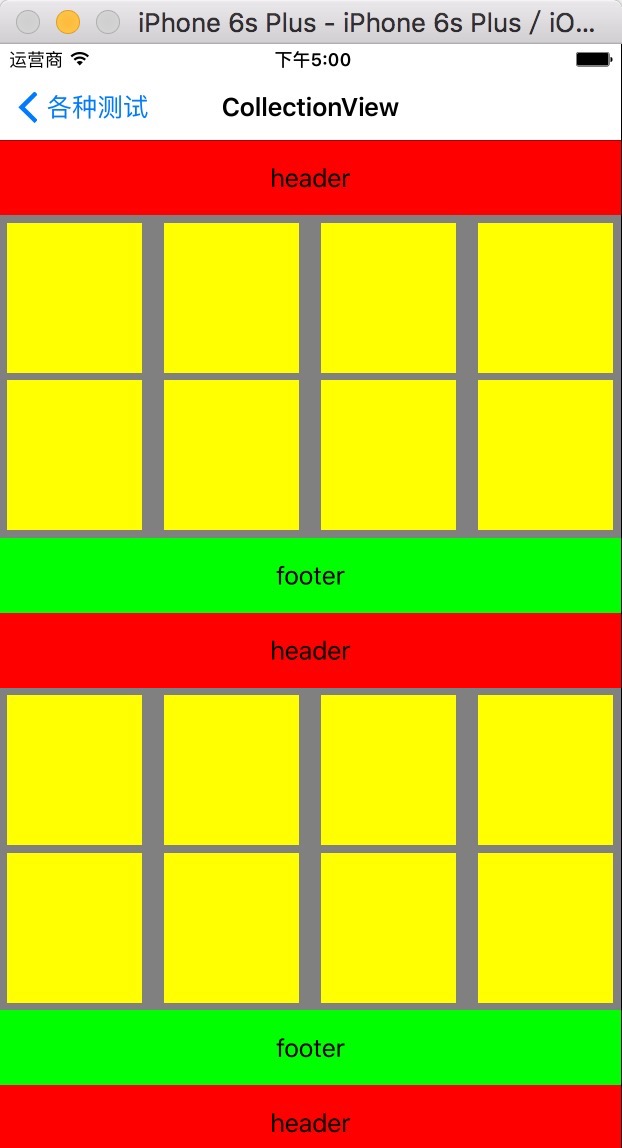 iPhone 6s Plus - iPhone 6s Plus / iO...
运营商 下午5:00
各种测试 CollectionView
header
footer
header
footer
header